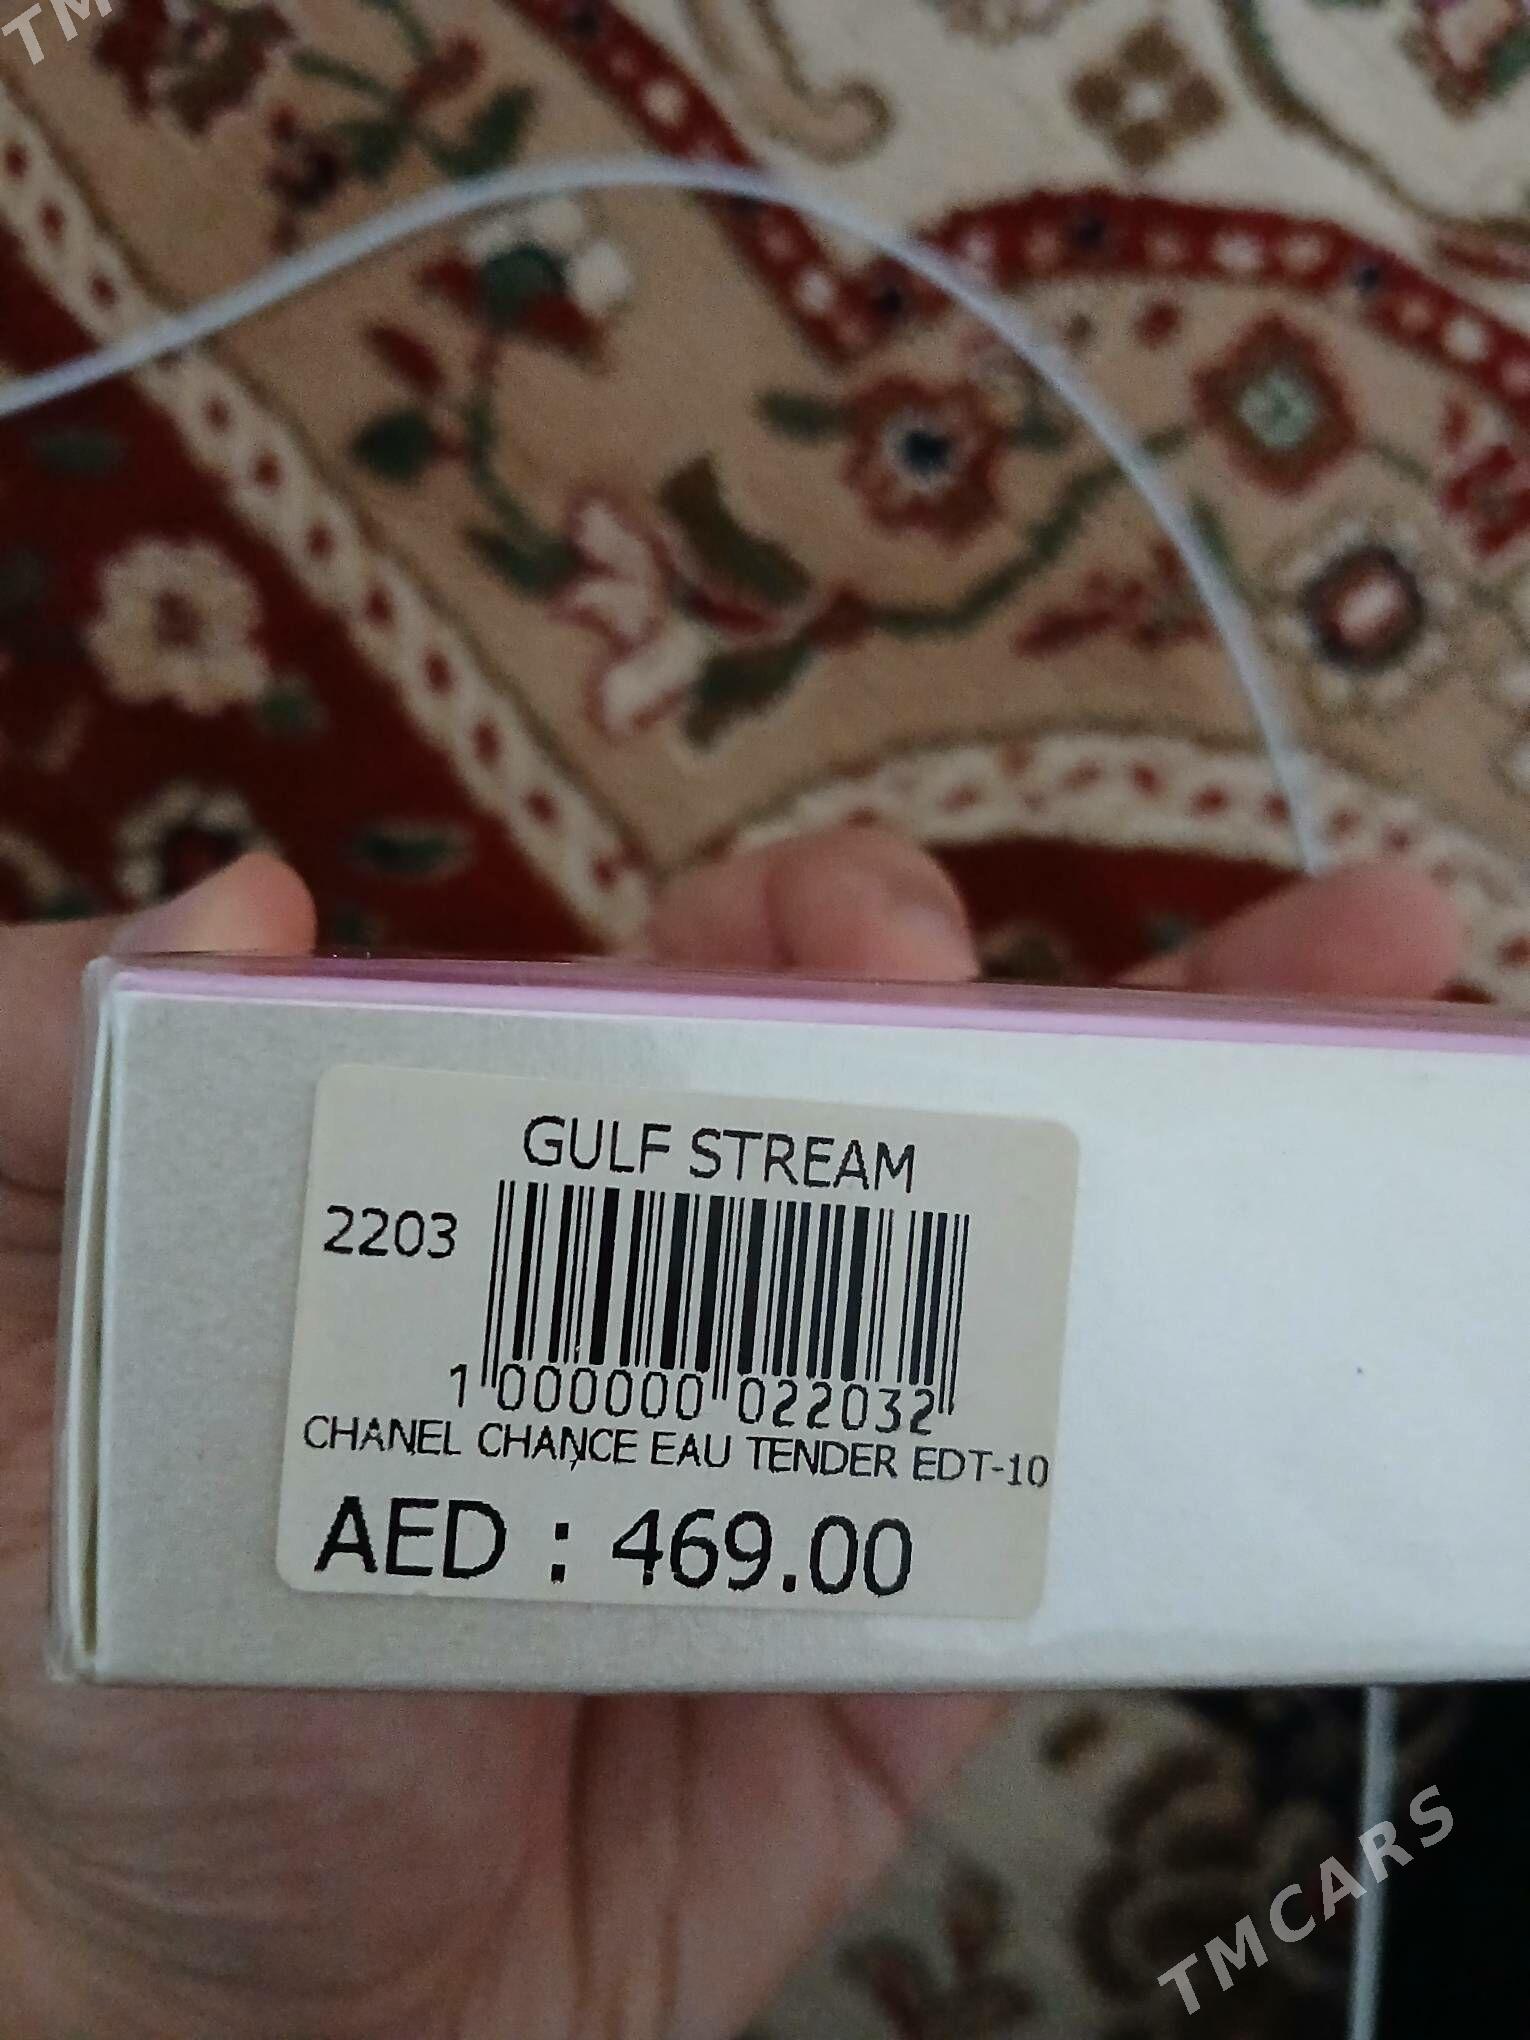 TM
GULF STREAM
2203
1 000000 022032
CHANEL CHANCE EAU TENDER EDT-10
AED : 469.00
TMCARS